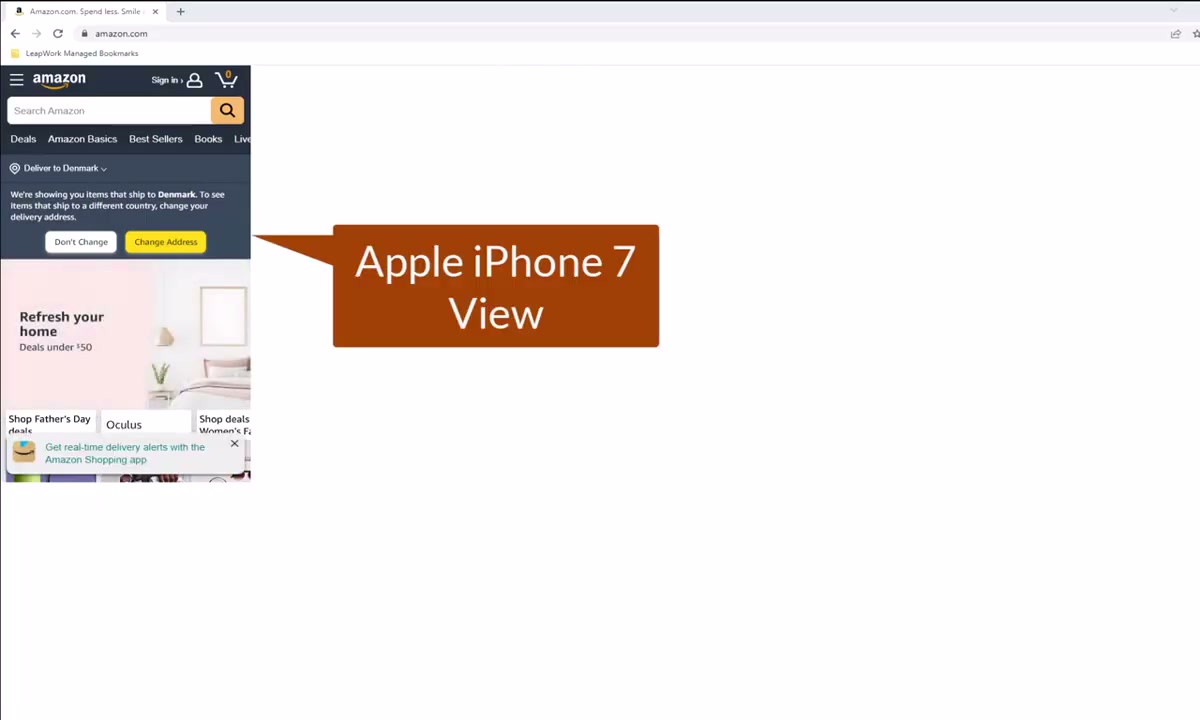 Amazon.com. Spend less. Smile
amazon.com
LeapWork Managed Bookmarks
amazon
Sign in ›
0
Search Amazon
Deals Amazon Basics Best Sellers Books Live
Deliver to Denmark
We're showing you items that ship to Denmark. To see
items that ship to a different country, change your
delivery address.
Don't Change
Change Address
Apple iPhone 7
View
Refresh your
home
Deals under $50
Shop Father's Day
deals
Oculus
Shop deals
Women's Fa
Get real-time delivery alerts with the
Amazon Shopping app